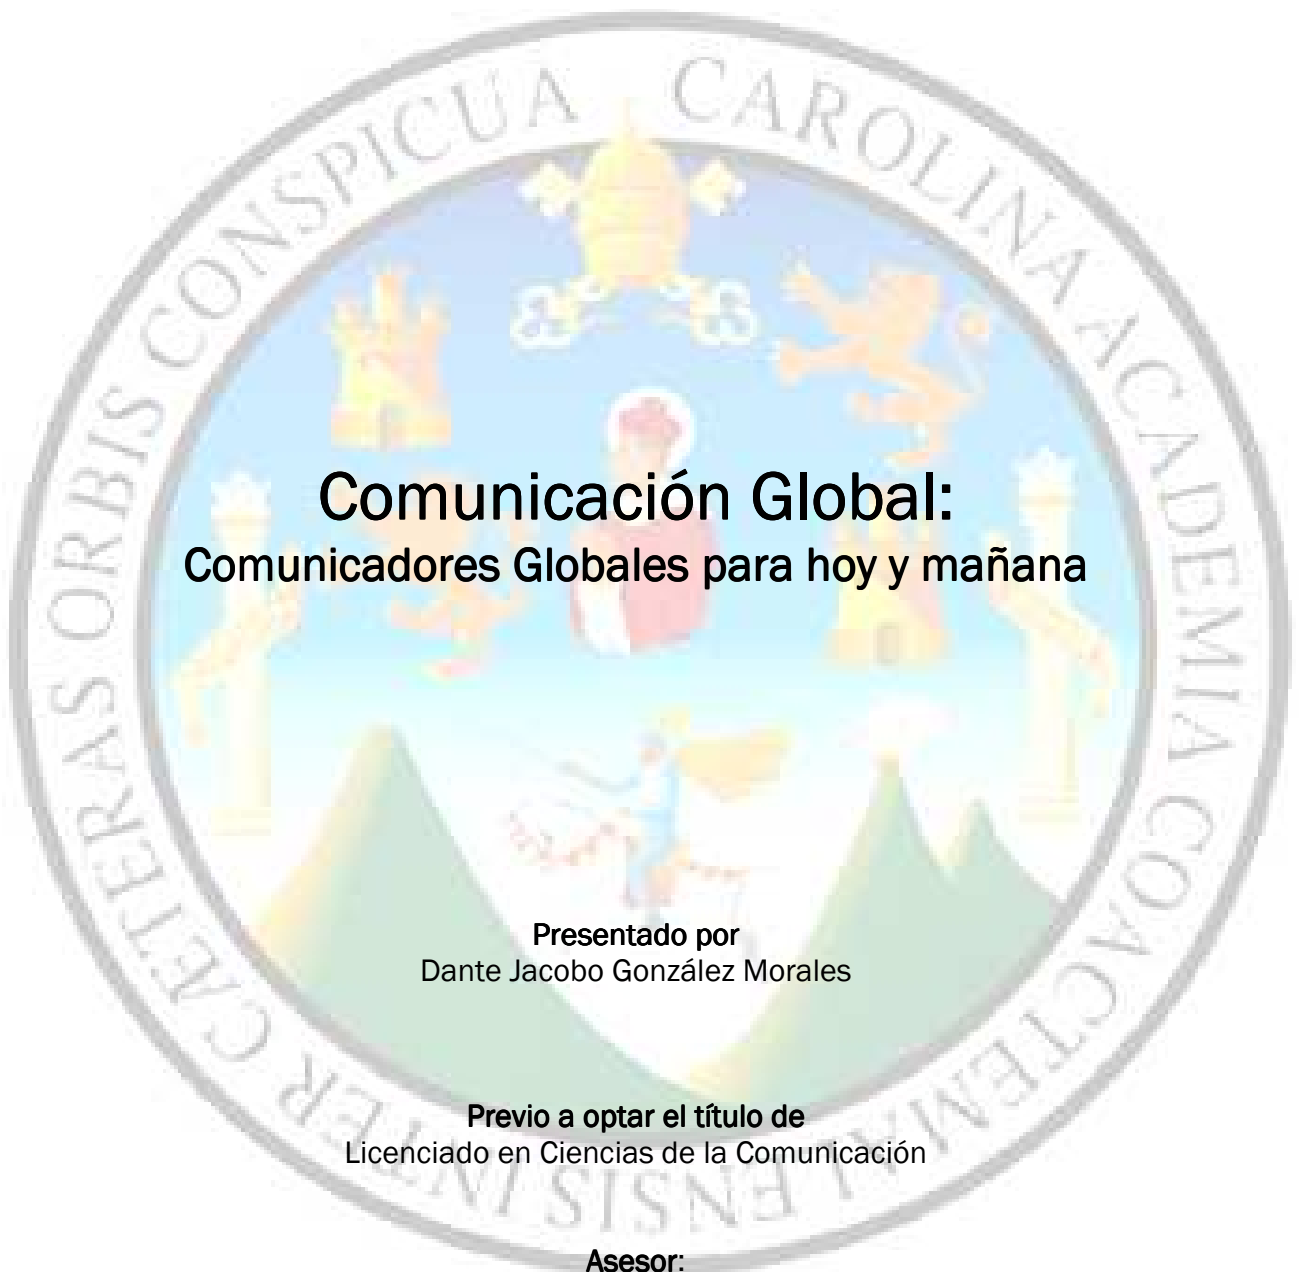 CÆTERAS ORBIS CONSPICUA CAROLINA ACADEMIA COACTEMALENSIS INTER
Comunicación Global:
Comunicadores Globales para hoy y mañana
Presentado por
Dante Jacobo González Morales
Previo a optar el título de
Licenciado en Ciencias de la Comunicación
Asesor: